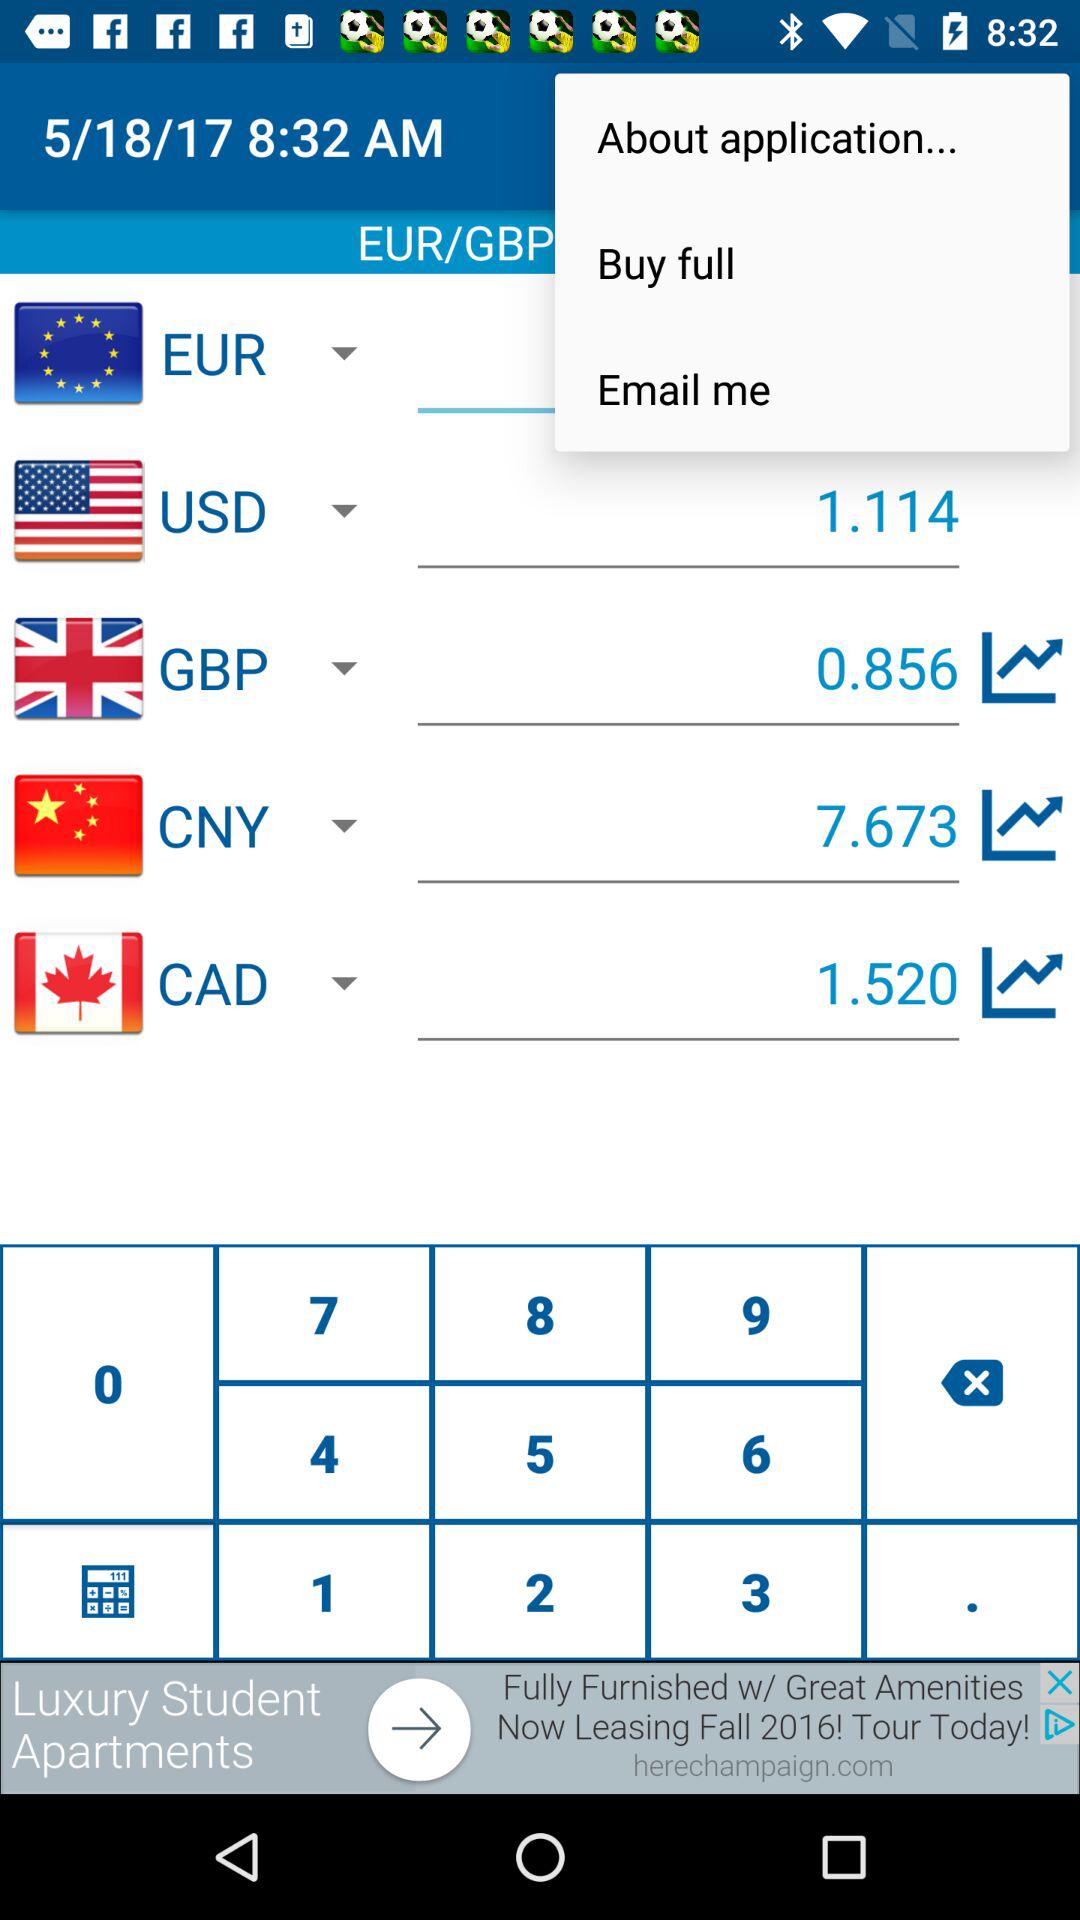 8:32
5/18/17 8:32 AM
About application...
Buy full
Email me
EUR/GBP
EUR
USD 1.114
GBP 0.856
CNY 7.673
CAD 1.520
7 8 9
0
4 5 6
111
1 2 3 .
Luxury Student
Apartments
Fully Furnished w/ Great Amenities
Now Leasing Fall 2016! Tour Today!
herechampaign.com